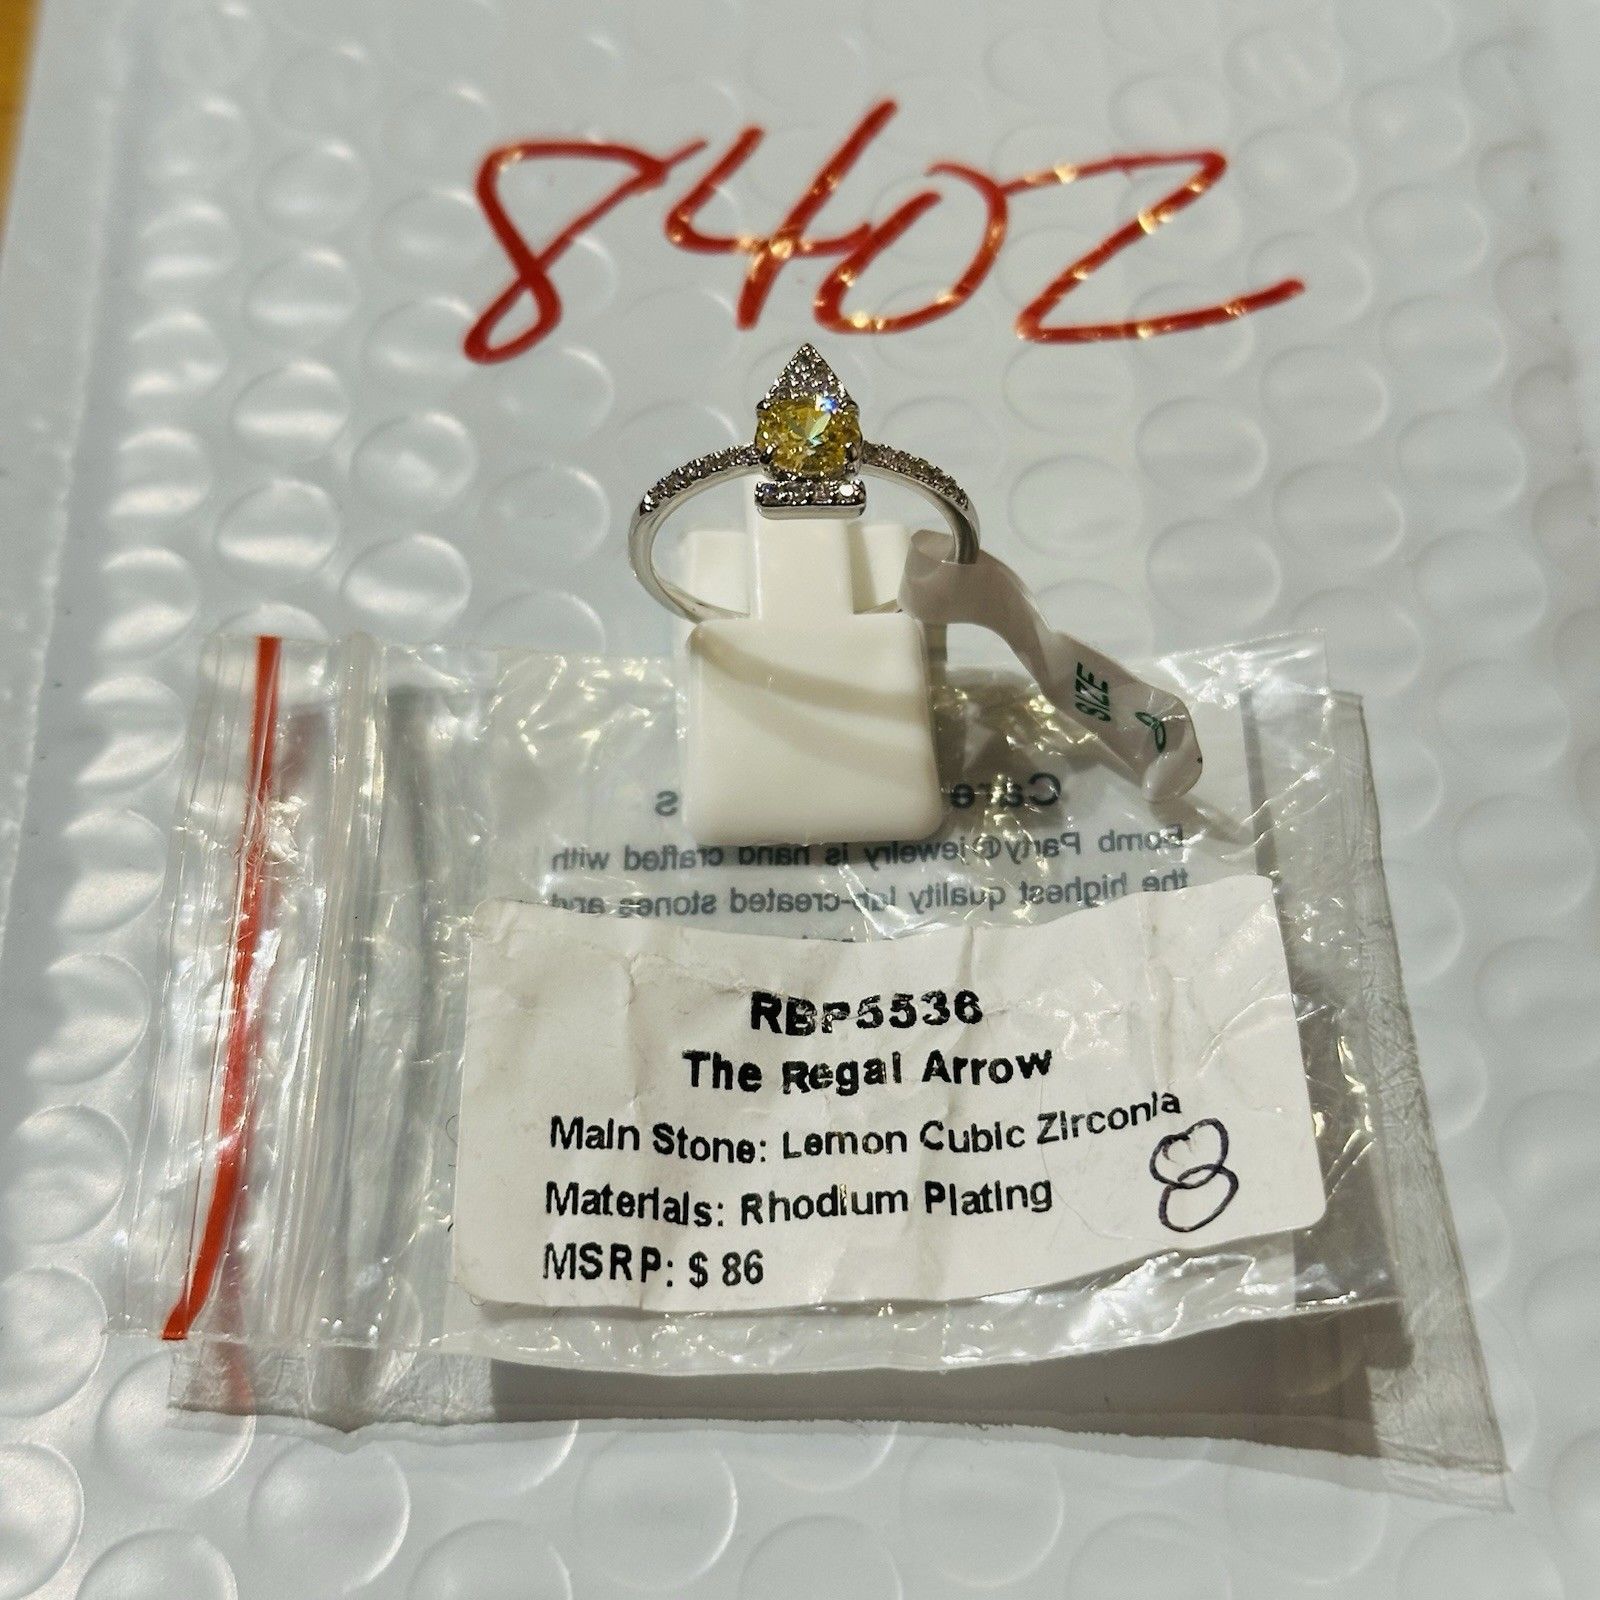 8402
SIZE
8
Care
s
Bomb Party® jewelry is hand crafted with
the highest quality lab-created stones and
RBP5536
The Regal Arrow
Main Stone: Lemon Cubic Zirconia
8
Materials: Rhodium Plating
MSRP: $ 86